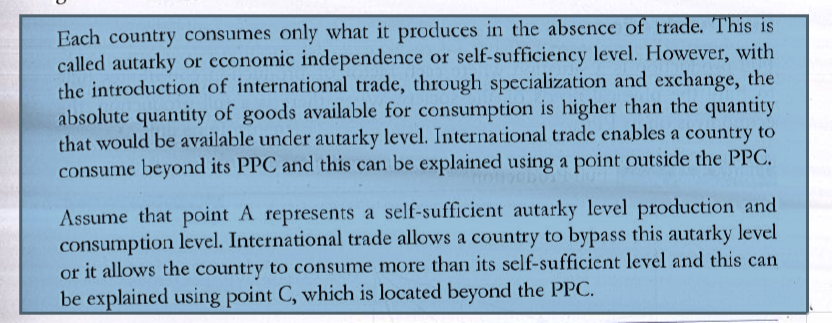 Each country consumes only what it produces in the absence of trade. This is
called autarky or economic independence or self-sufficiency level. However, with
the introduction of international trade, through specialization and exchange, the
absolute quantity of goods available for consumption is higher than the quantity
that would be available under autarky level. International trade enables a country to
consume beyond its PPC and this can be explained using a point outside the PPC.
Assume that point A represents a self-sufficient autarky level production and
consumption level. International trade allows a country to bypass this autarky level
or it allows the country to consume more than its self-sufficient level and this can
be explained using point C, which is located beyond the PPC.